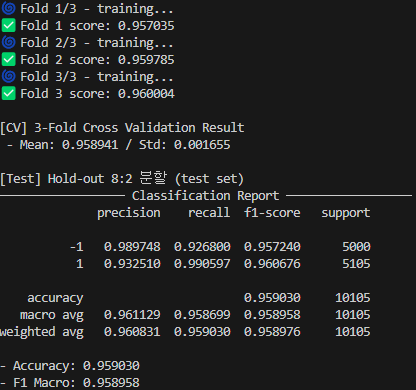 🌀 Fold 1/3 - training...
✅ Fold 1 score: 0.957035
🌀 Fold 2/3 - training...
✅ Fold 2 score: 0.959785
🌀 Fold 3/3 - training...
✅ Fold 3 score: 0.960004
[CV] 3-Fold Cross Validation Result
- Mean: 0.958941 / Std: 0.001655
[Test] Hold-out 8:2 분할 (test set)
Classification Report
precision recall f1-score support
-1 0.989748 0.926800 0.957240 5000
1 0.932510 0.990597 0.960676 5105
accuracy 0.959030 10105
macro avg 0.961129 0.958699 0.958958 10105
weighted avg 0.960831 0.959030 0.958976 10105
- Accuracy: 0.959030
- F1 Macro: 0.958958